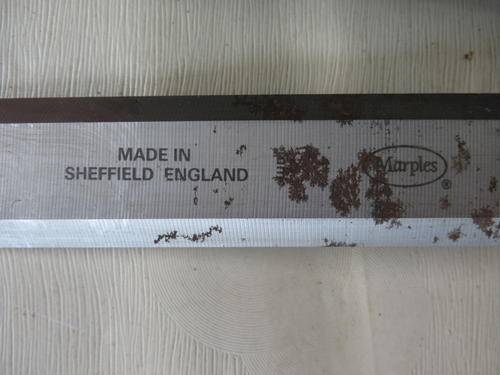 MADE IN
SHEFFIELD ENGLAND
Marples
®